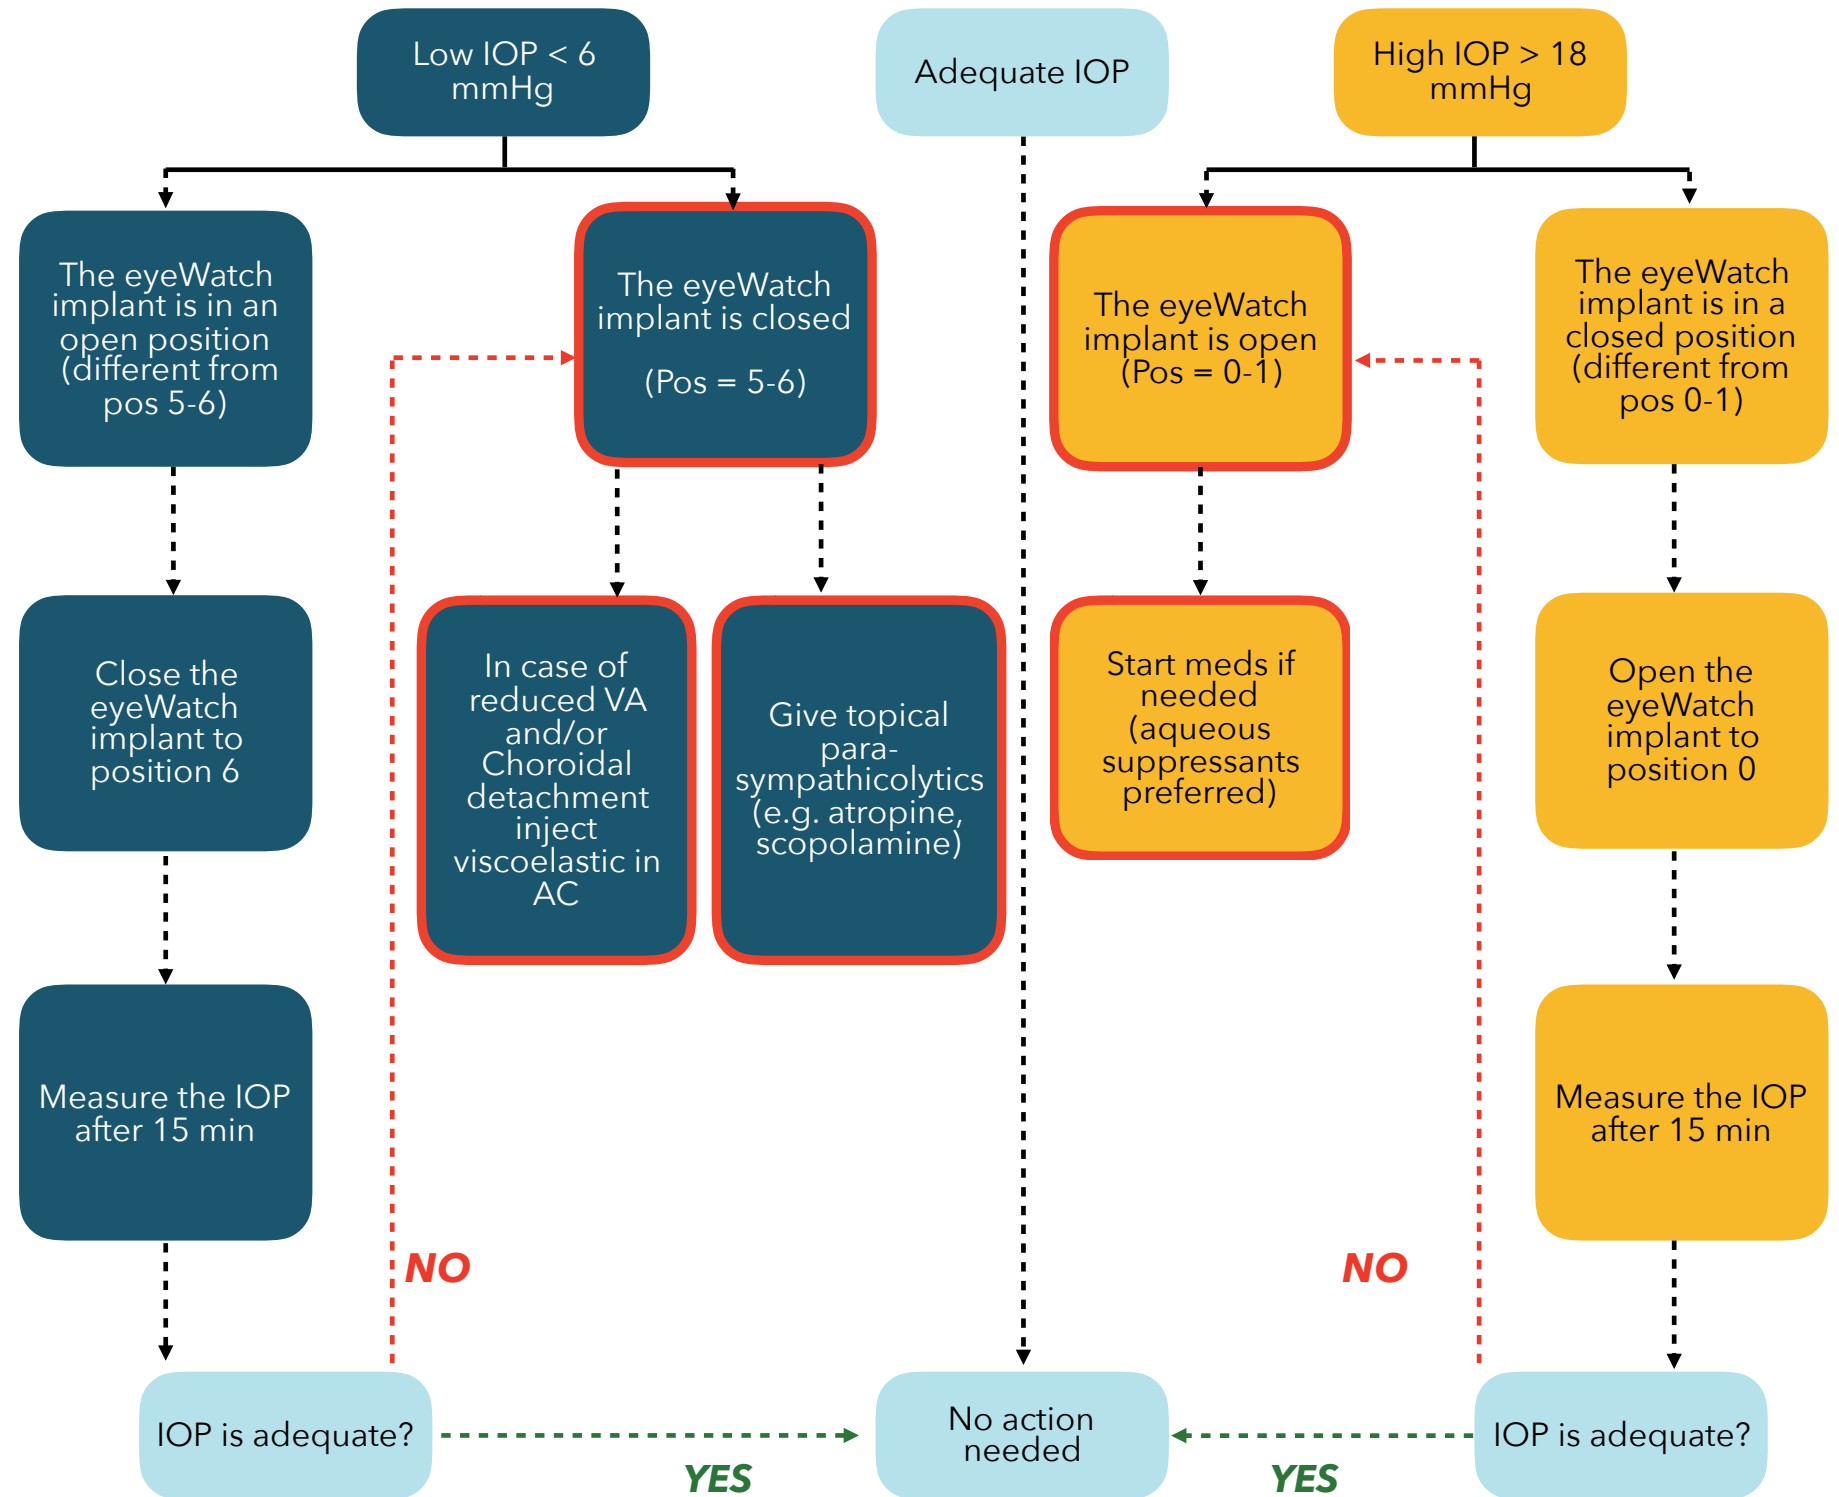 Low IOP < 6
mmHg
Adequate IOP
High IOP > 18
mmHg
The eyeWatch
implant is in an
open position
(different from
pos 5-6)
The eyeWatch
implant is closed
(Pos = 5-6)
The eyeWatch
implant is open
(Pos = 0-1)
The eyeWatch
implant is in a
closed position
(different from
pos 0-1)
Close the
eyeWatch
implant to
position 6
In case of
reduced VA
and/or
Choroidal
detachment
inject
viscoelastic in
AC
Give topical
para-
sympathicolytics
(e.g. atropine,
scopolamine)
Start meds if
needed
(aqueous
suppressants
preferred)
Open the
eyeWatch
implant to
position 0
Measure the IOP
after 15 min
Measure the IOP
after 15 min
NO
NO
IOP is adequate?
YES
No action
needed
YES
IOP is adequate?